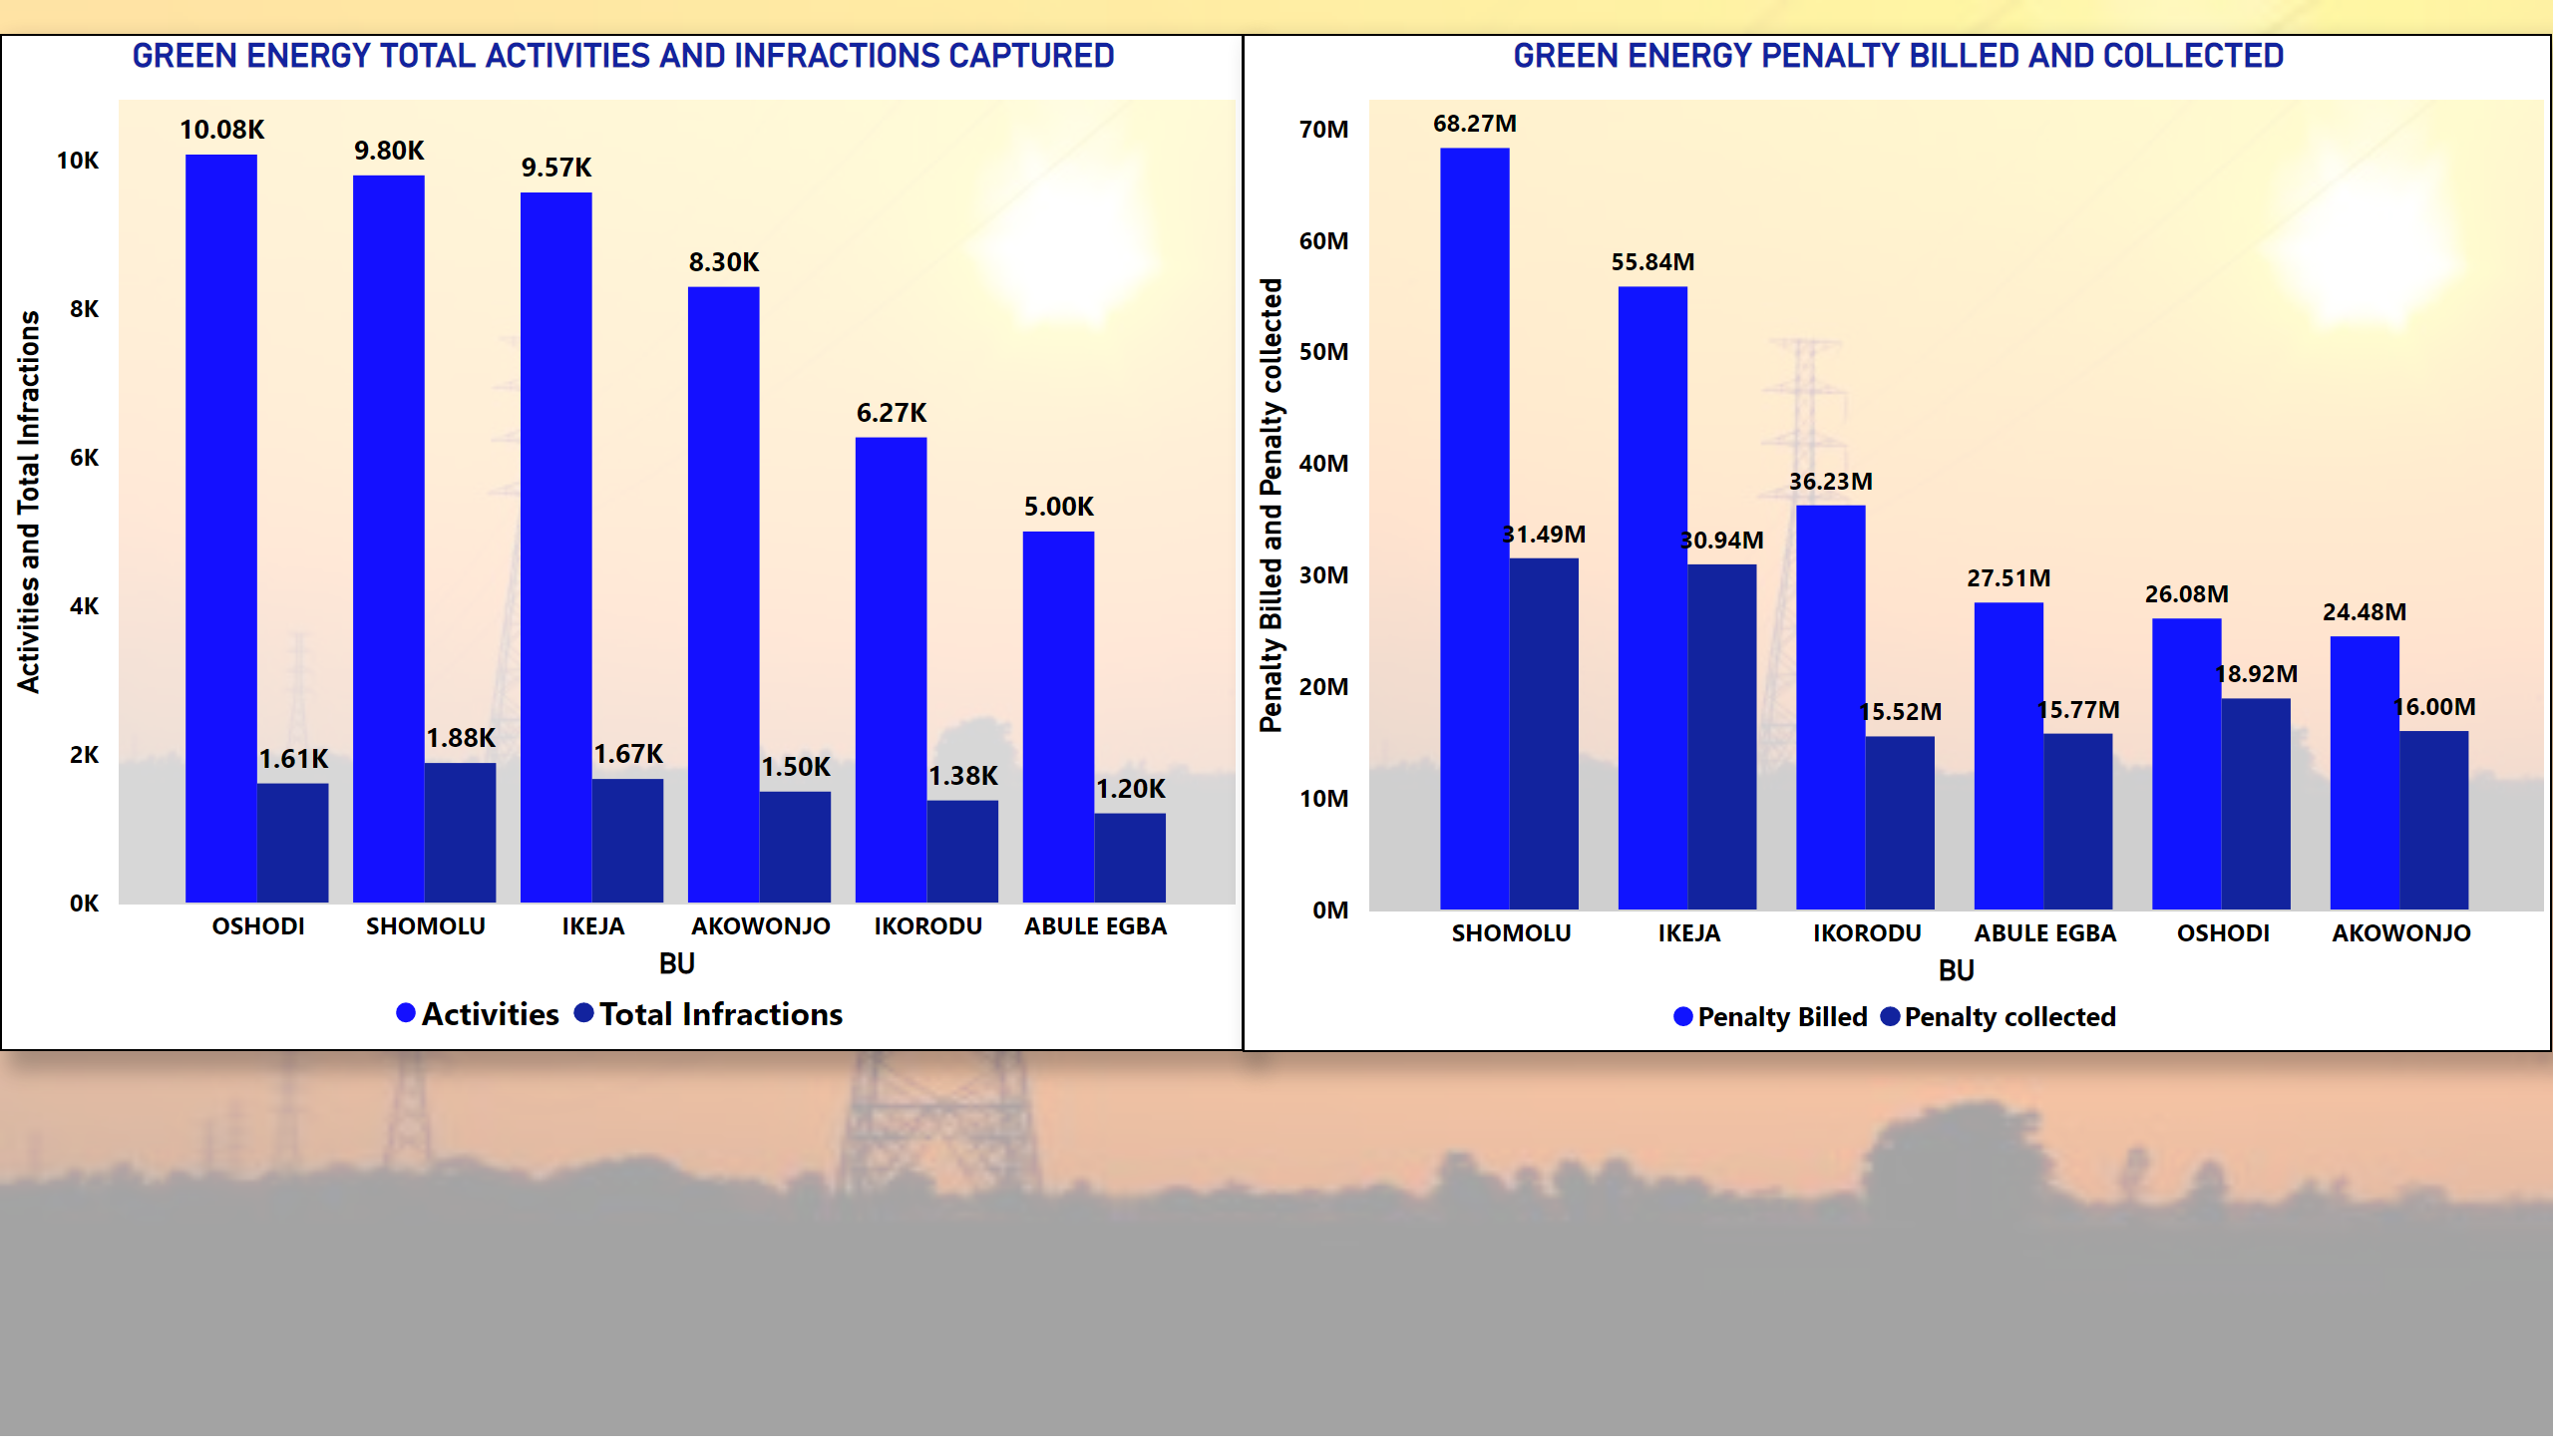 GREEN ENERGY TOTAL ACTIVITIES AND INFRACTIONS CAPTURED
Activities and Total Infractions
10K
8K
6K
4K
2K
0K
10.08K
9.80K
9.57K
8.30K
6.27K
5.00K
1.61K
1.88K
1.67K
1.50K
1.38K
1.20K
OSHODI
SHOMOLU
IKEJA
AKOWONJO
IKORODU
ABULE EGBA
BU
Activities
Total Infractions
GREEN ENERGY PENALTY BILLED AND COLLECTED
Penalty Billed and Penalty collected
70M
60M
50M
40M
30M
20M
10M
0M
68.27M
55.84M
36.23M
27.51M
26.08M
24.48M
31.49M
30.94M
15.52M
15.77M
18.92M
16.00M
SHOMOLU
IKEJA
IKORODU
ABULE EGBA
OSHODI
AKOWONJO
BU
Penalty Billed
Penalty collected